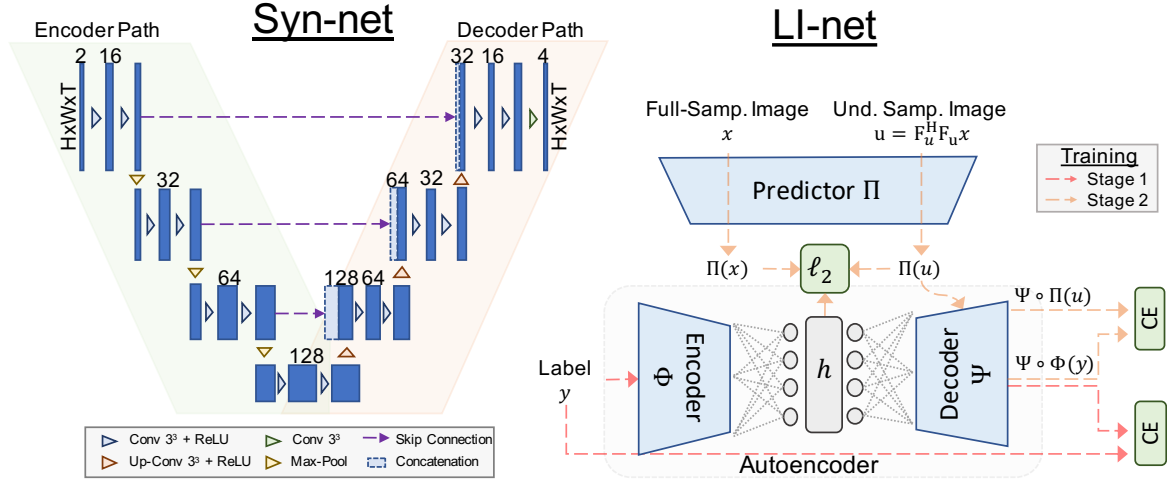 Syn-net
Encoder Path
Decoder Path
2 16
32 16 4
HxWxT
HxWxT
32
64 32
64
128 64
128
Conv 3³ + ReLU
Conv 3³
Skip Connection
Up-Conv 3³ + ReLU
Max-Pool
Concatenation
LI-net
Full-Samp. Image
x
Und. Samp. Image
u = F_u^H F_u x
Predictor Π
Training
Stage 1
Stage 2
Π(x)
ℓ₂
Π(u)
Ψ ∘ Π(u)
CE
Encoder
Φ
h
Decoder
Ψ
Ψ ∘ Φ(y)
Label
y
CE
Autoencoder